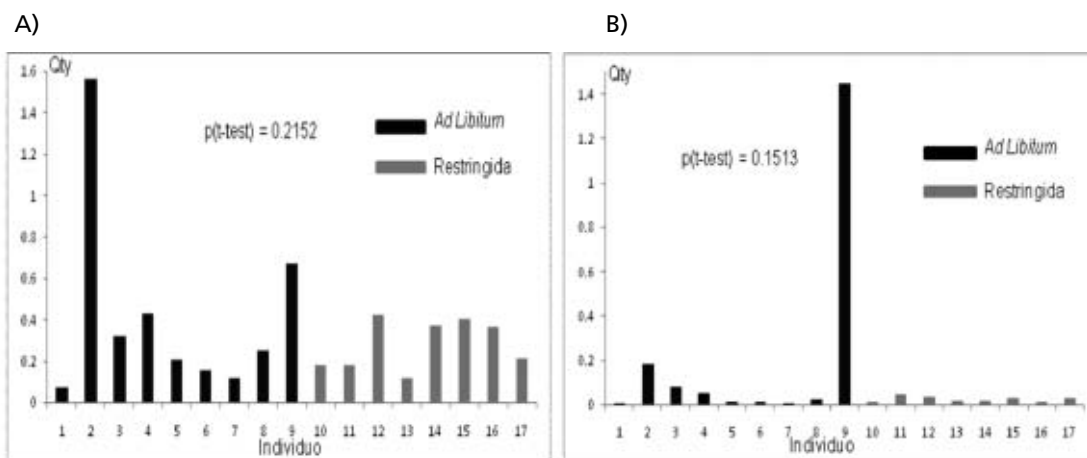 A)
Qty
1.6
1.4
1.2
1
0.8
0.6
0.4
0.2
0
p(t-test) = 0.2152
Ad Libitum
Restringida
1 2 3 4 5 6 7 8 9 10 11 12 13 14 15 16 17
Individuo
B)
Qty
1.4
1.2
1
0.8
0.6
0.4
0.2
0
p(t-test) = 0.1513
Ad Libitum
Restringida
1 2 3 4 5 6 7 8 9 10 11 12 13 14 15 16 17
Individuo